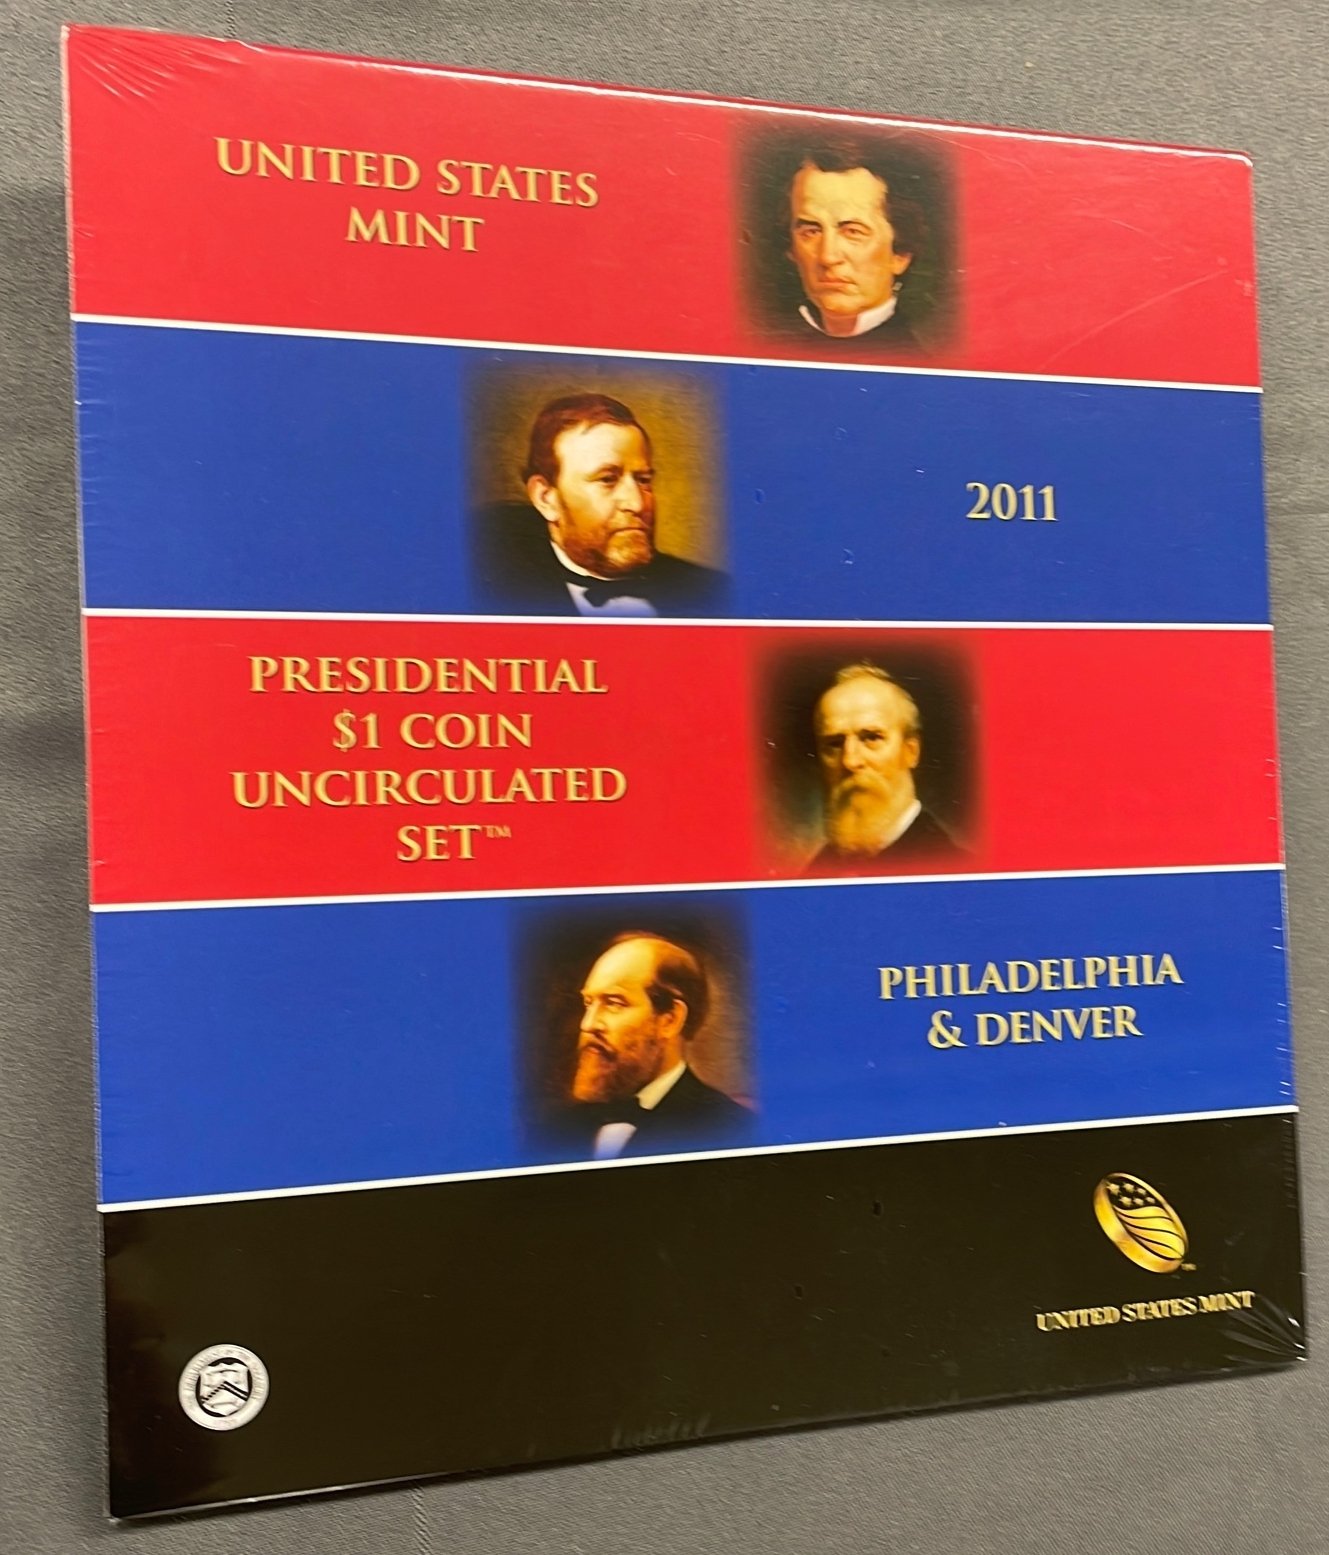 UNITED STATES
MINT
2011
PRESIDENTIAL
$1 COIN
UNCIRCULATED
SET™
PHILADELPHIA
& DENVER
UNITED STATES MINT